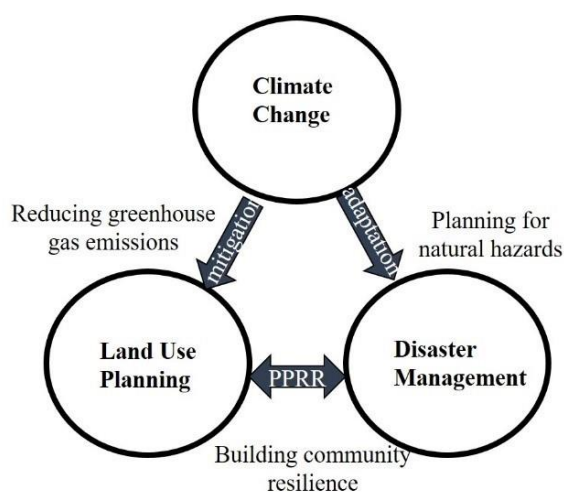 Climate
Change
Reducing greenhouse
gas emissions
mitigation
adaptation
Planning for
natural hazards
Land Use
Planning
PPRR
Disaster
Management
Building community
resilience